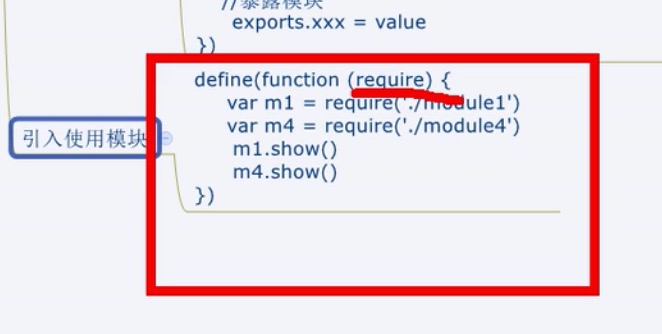 //暴露模块
exports.xxx = value
})
define(function (require) {
var m1 = require('./module1')
var m4 = require('./module4')
引入使用模块
m1.show()
m4.show()
})